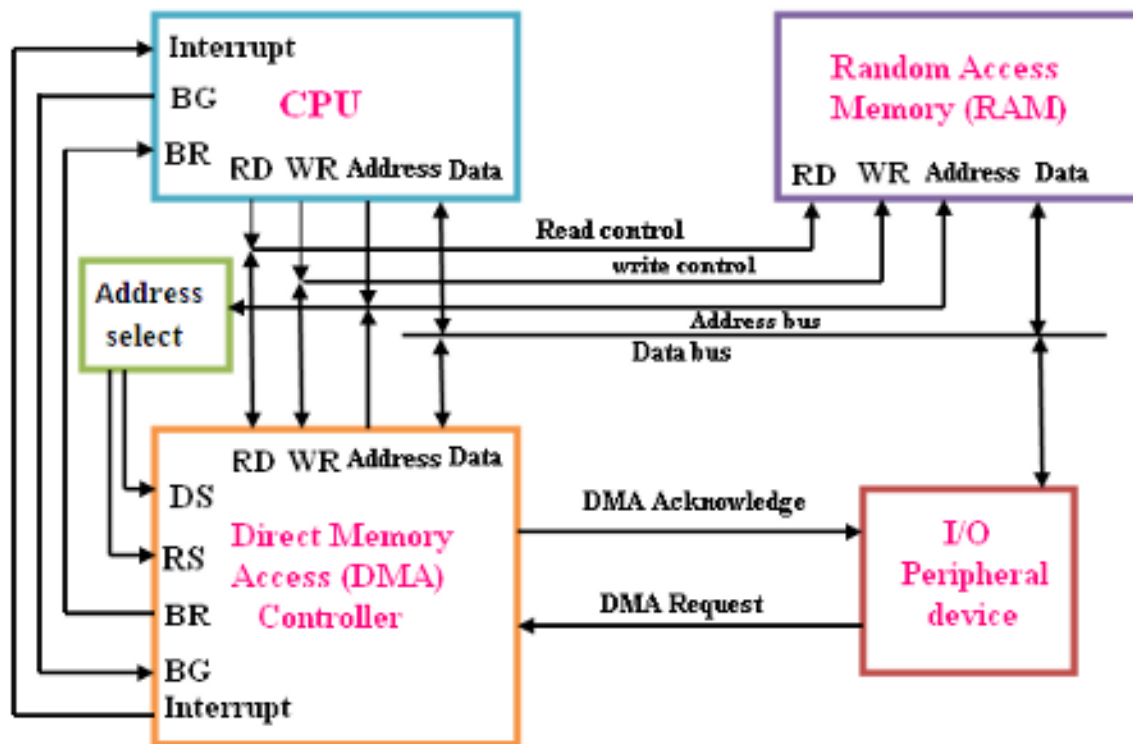 Interrupt
BG
CPU
BR
RD WR Address Data
Random Access
Memory (RAM)
RD WR Address Data
Read control
write control
Address
select
Address bus
Data bus
RD WR Address Data
DS
RS
BR
BG
Interrupt
Direct Memory
Access (DMA)
Controller
DMA Acknowledge
DMA Request
I/O
Peripheral
device